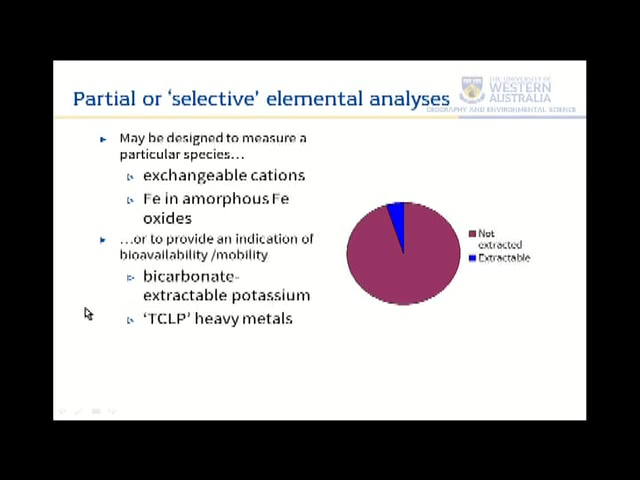 Partial or ‘selective’ elemental analyses
THE UNIVERSITY OF
WESTERN
AUSTRALIA
GEOGRAPHY AND ENVIRONMENTAL SCIENCE
May be designed to measure a
particular species…
exchangeable cations
Fe in amorphous Fe
oxides
…or to provide an indication of
bioavailability /mobility
bicarbonate-
extractable potassium
‘TCLP’ heavy metals
Not
extracted
Extractable